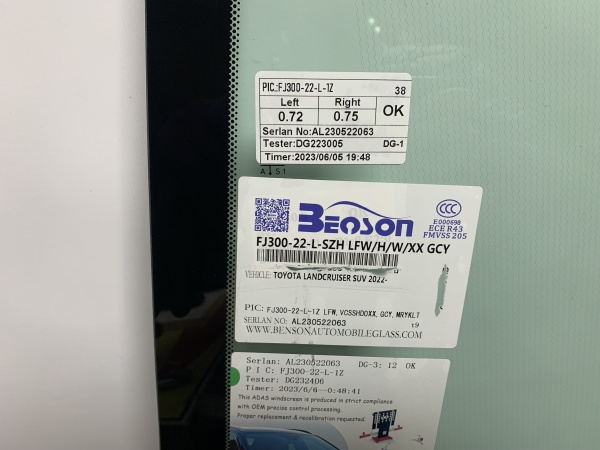 PIC.:FJ300-22-L-1Z 38
Left Right OK
0.72 0.75
Serlan No:AL230522063
Tester:DG223005 DG-1
Timer:2023/06/05 19:48
A↓S1
BENSON
CCC
E000698
ECE R43
FMVSS 205
FJ300-22-L-SZH LFW/H/W/XX GCY
VEHICLE: TOYOTA LANDCRUISER SUV 2022-
PIC: FJ300-22-L-1Z LFW,VCSSHDOXX,GCY,MRYKLT
SERLAN NO: AL230522063 t9
WWW.BENSONAUTOMOBILEGLASS.COM
Serlan: AL230522063 DG-3: 12 OK
P I C: FJ300-22-L-1Z
Tester: DG232406
Timer: 2023/6/6--0:48:41
This ADAS windscreen is produced in strict compliance
with OEM precise control processing.
Proper replacement & recalibration requested.